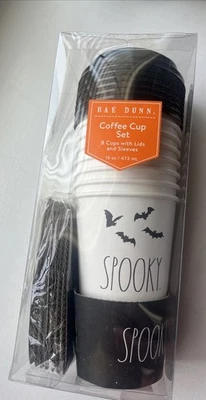 RAE DUNN.
Coffee Cup
Set
8 Cups with Lids
and Sleeves
16 oz / 473 mL
SPOOKY
SPOOK